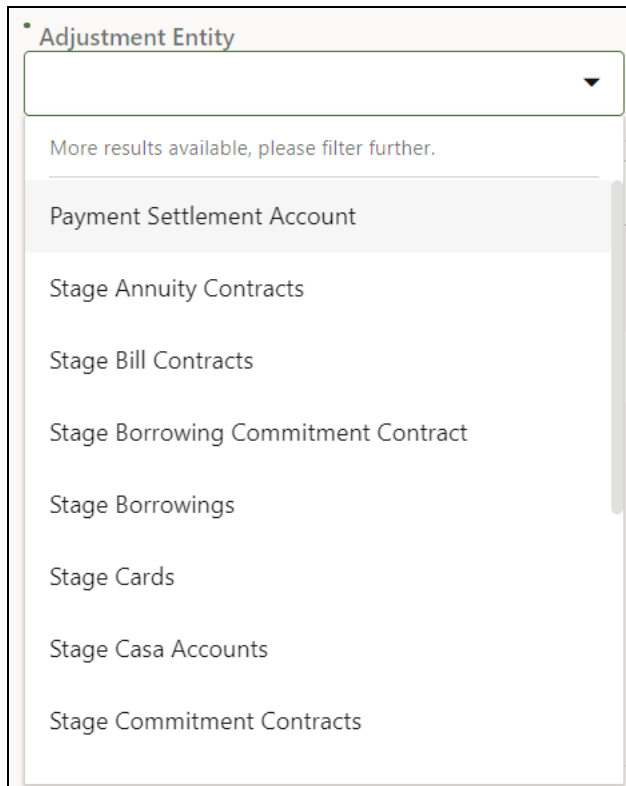 Adjustment Entity
More results available, please filter further.
Payment Settlement Account
Stage Annuity Contracts
Stage Bill Contracts
Stage Borrowing Commitment Contract
Stage Borrowings
Stage Cards
Stage Casa Accounts
Stage Commitment Contracts